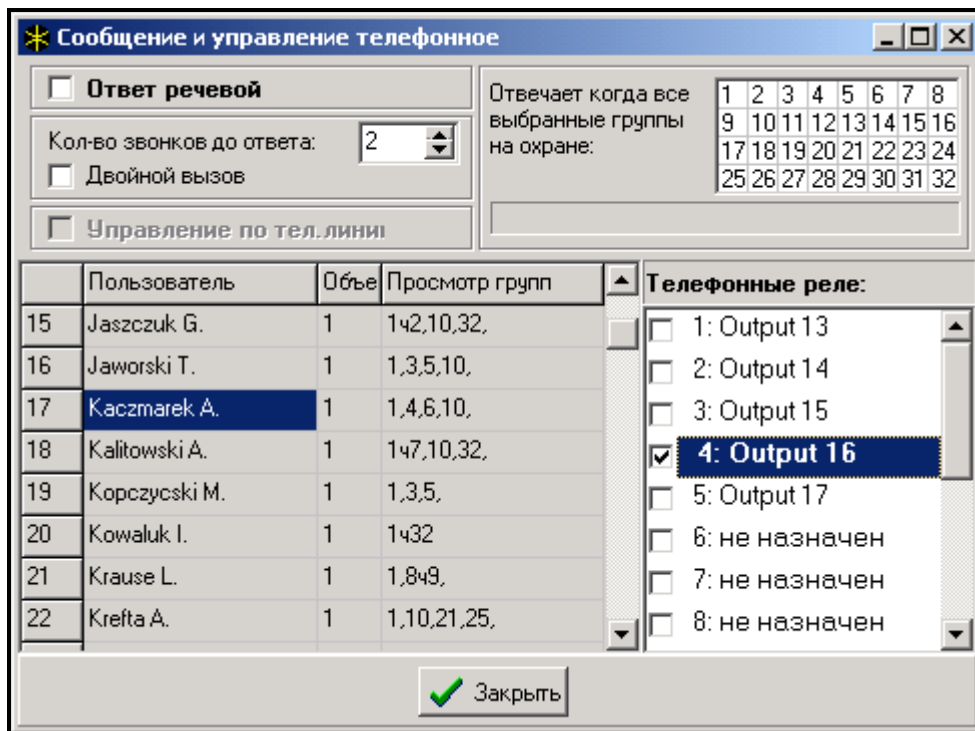 Сообщение и управление телефонное
Ответ речевой
Кол-во звонков до ответа: 2
Двойной вызов
Управление по тел.лини
Отвечает когда все
выбранные группы
на охране:
1 2 3 4 5 6 7 8
9 10 11 12 13 14 15 16
17 18 19 20 21 22 23 24
25 26 27 28 29 30 31 32
Пользователь Объе Просмотр групп
15 Jaszczuk G. 1 1ч2,10,32,
16 Jaworski T. 1 1,3,5,10,
17 Kaczmarek A. 1 1,4,6,10,
18 Kalitowski A. 1 1ч7,10,32,
19 Kopczycski M. 1 1,3,5,
20 Kowaluk I. 1 1ч32
21 Krause L. 1 1,8ч9,
22 Krefta A. 1 1,10,21,25,
Телефонные реле:
1: Output 13
2: Output 14
3: Output 15
4: Output 16
5: Output 17
6: не назначен
7: не назначен
8: не назначен
Закрыть